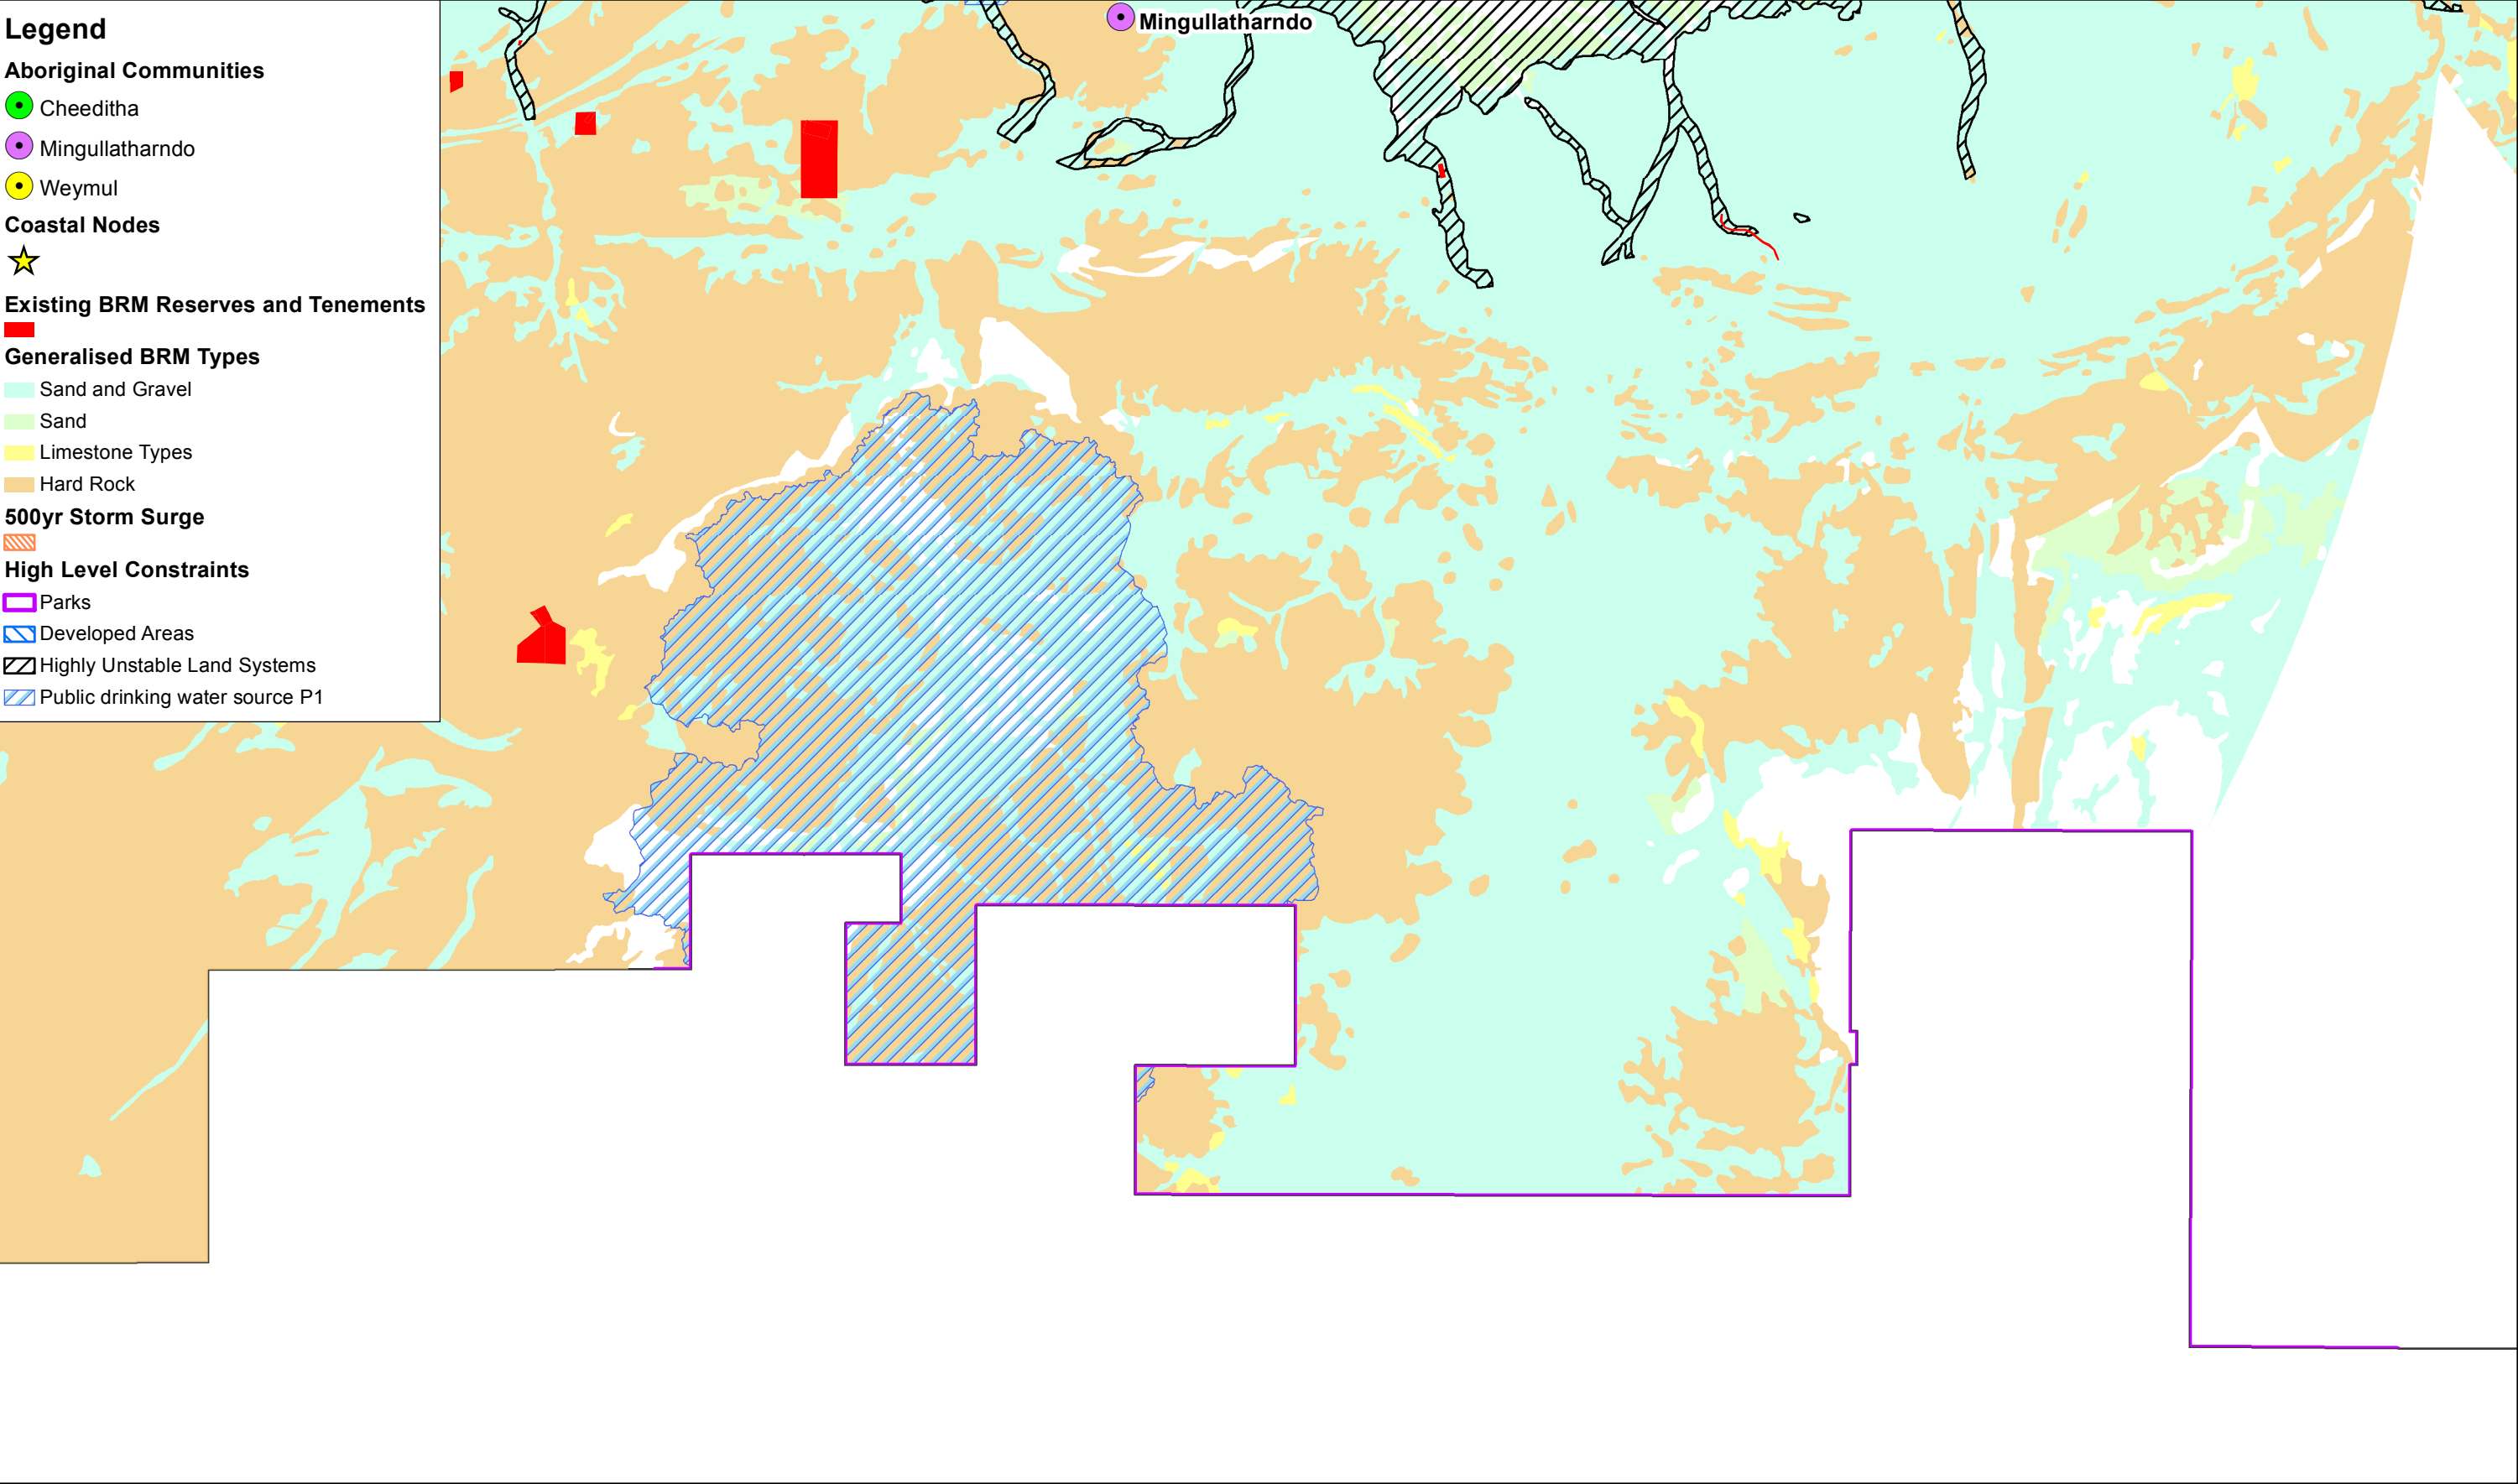 Legend
Aboriginal Communities
Cheeditha
Mingullatharndo
Weymul
Coastal Nodes
Existing BRM Reserves and Tenements
Generalised BRM Types
Sand and Gravel
Sand
Limestone Types
Hard Rock
500yr Storm Surge
High Level Constraints
Parks
Developed Areas
Highly Unstable Land Systems
Public drinking water source P1
Mingullatharndo